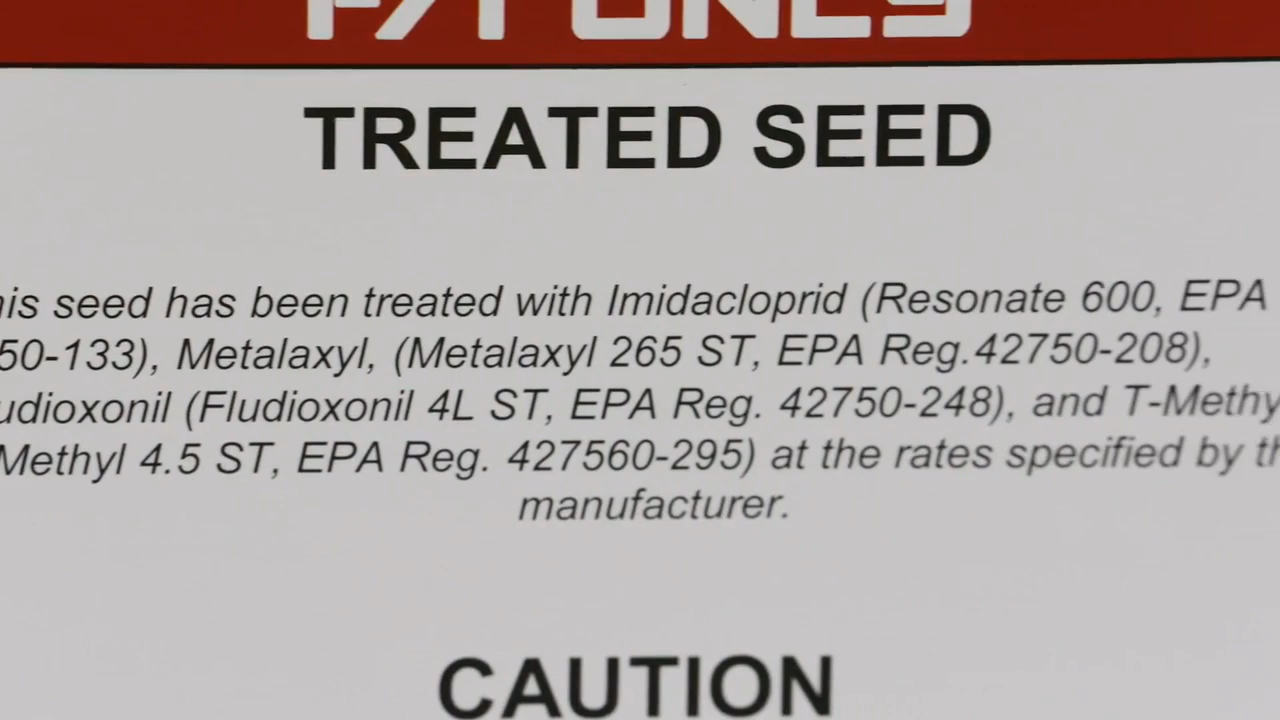 ONLY
TREATED SEED
his seed has been treated with Imidacloprid (Resonate 600, EPA
50-133), Metalaxyl, (Metalaxyl 265 ST, EPA Reg.42750-208),
udioxonil (Fludioxonil 4L ST, EPA Reg. 42750-248), and T-Methy
Methyl 4.5 ST, EPA Reg. 427560-295) at the rates specified by th
manufacturer.
CAUTION